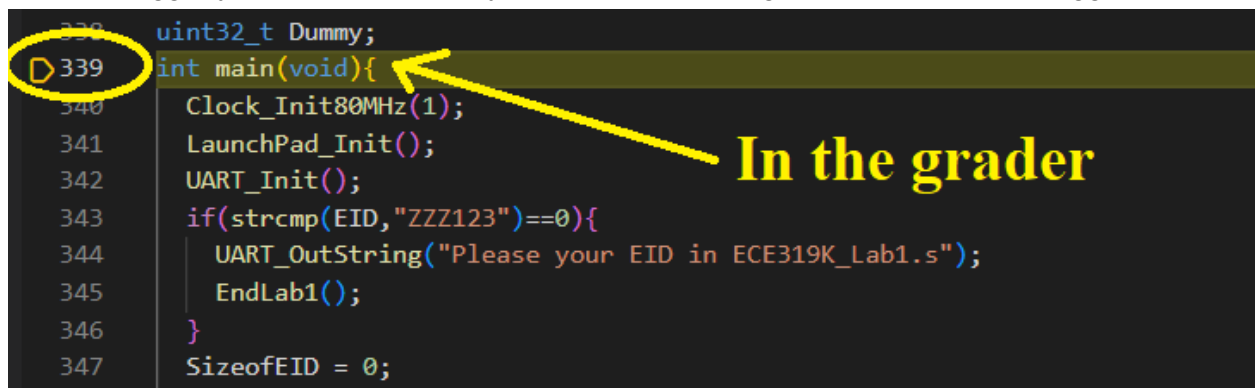 338 uint32_t Dummy;
339 int main(void){
340 Clock_Init80MHz(1);
341 LaunchPad_Init();
In the grader
342 UART_Init();
343 if(strcmp(EID,"ZZZ123")==0){
344 UART_OutString("Please your EID in ECE319K_Lab1.s");
345 EndLab1();
346 }
347 SizeofEID = 0;